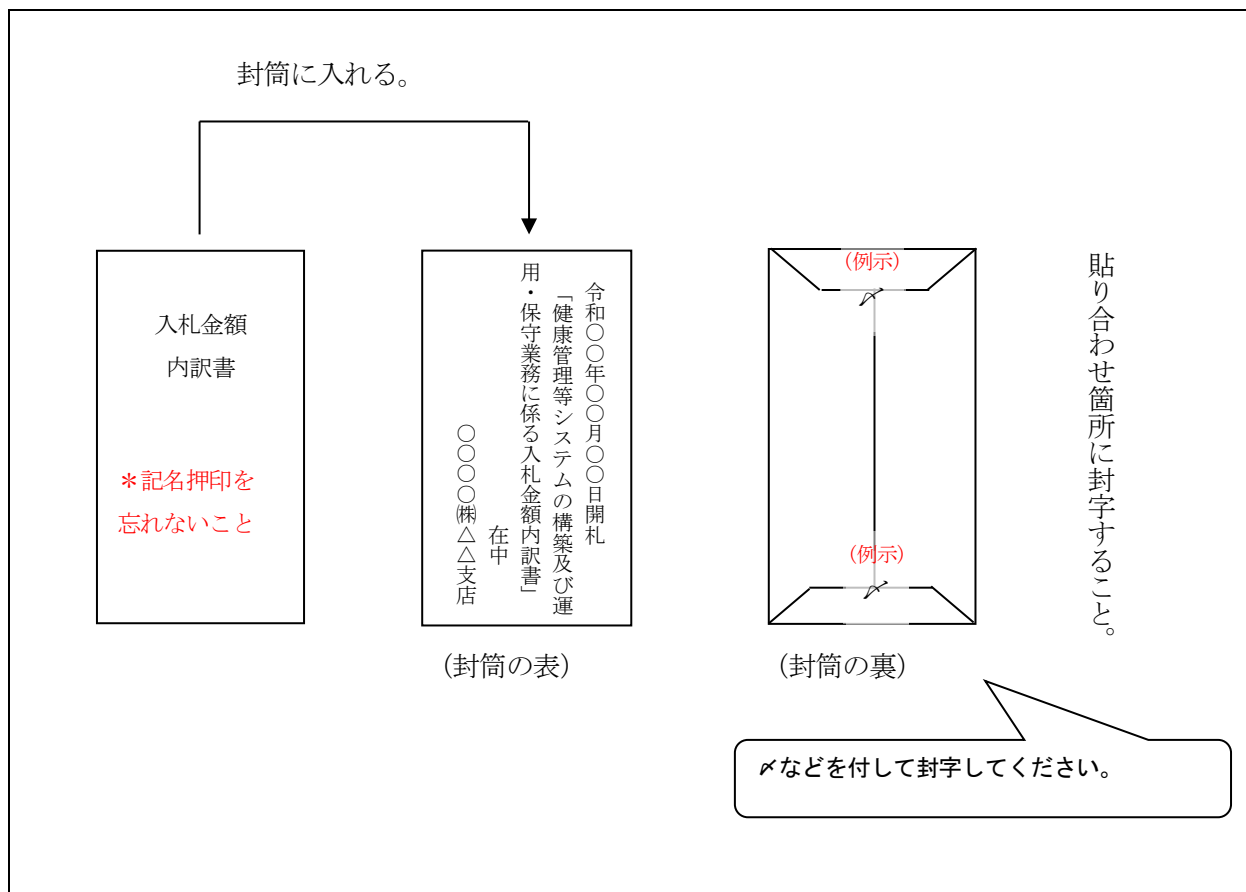 封筒に入れる。
入札金額
内訳書
＊記名押印を
忘れないこと
令和〇〇年〇〇月〇〇日開札
「健康管理等システムの構築及び運
用・保守業務に係る入札金額内訳書」
在中
〇〇〇〇㈱△△支店
(封筒の表)
(例示)
〆
(例示)
〆
(封筒の裏)
貼り合わせ箇所に封字すること。
〆などを付して封字してください。